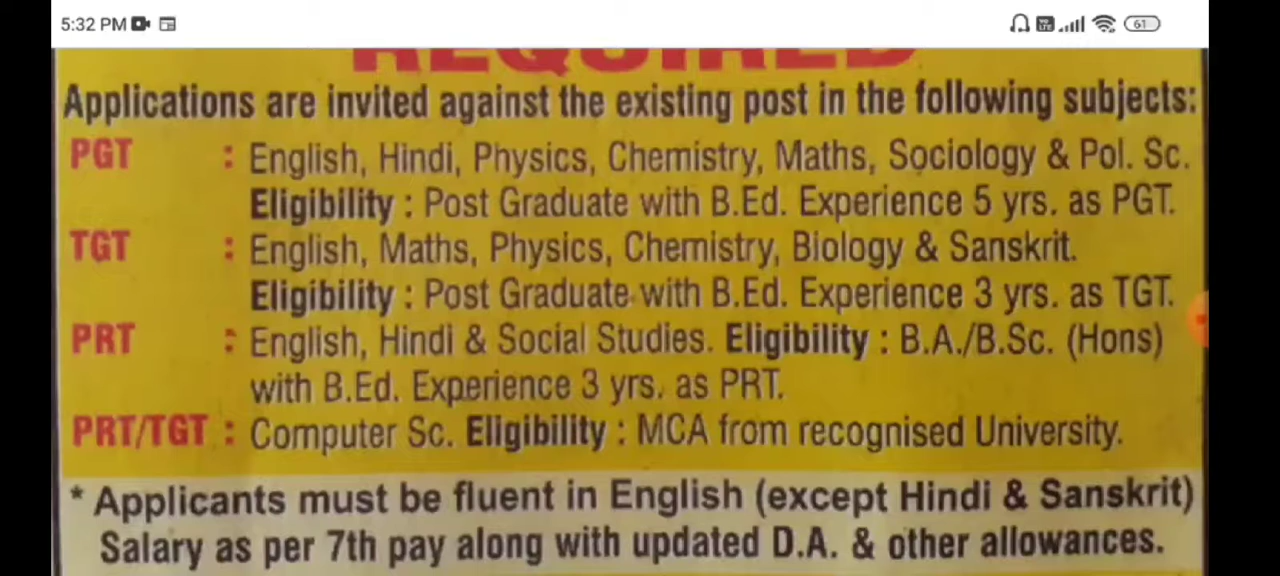 5:32 PM
61
REQUIRED
Applications are invited against the existing post in the following subjects:
PGT : English, Hindi, Physics, Chemistry, Maths, Sociology & Pol. Sc.
Eligibility : Post Graduate with B.Ed. Experience 5 yrs. as PGT.
TGT : English, Maths, Physics, Chemistry, Biology & Sanskrit.
Eligibility : Post Graduate with B.Ed. Experience 3 yrs. as TGT.
PRT : English, Hindi & Social Studies. Eligibility : B.A./B.Sc. (Hons)
with B.Ed. Experience 3 yrs. as PRT.
PRT/TGT : Computer Sc. Eligibility : MCA from recognised University.
* Applicants must be fluent in English (except Hindi & Sanskrit)
Salary as per 7th pay along with updated D.A. & other allowances.